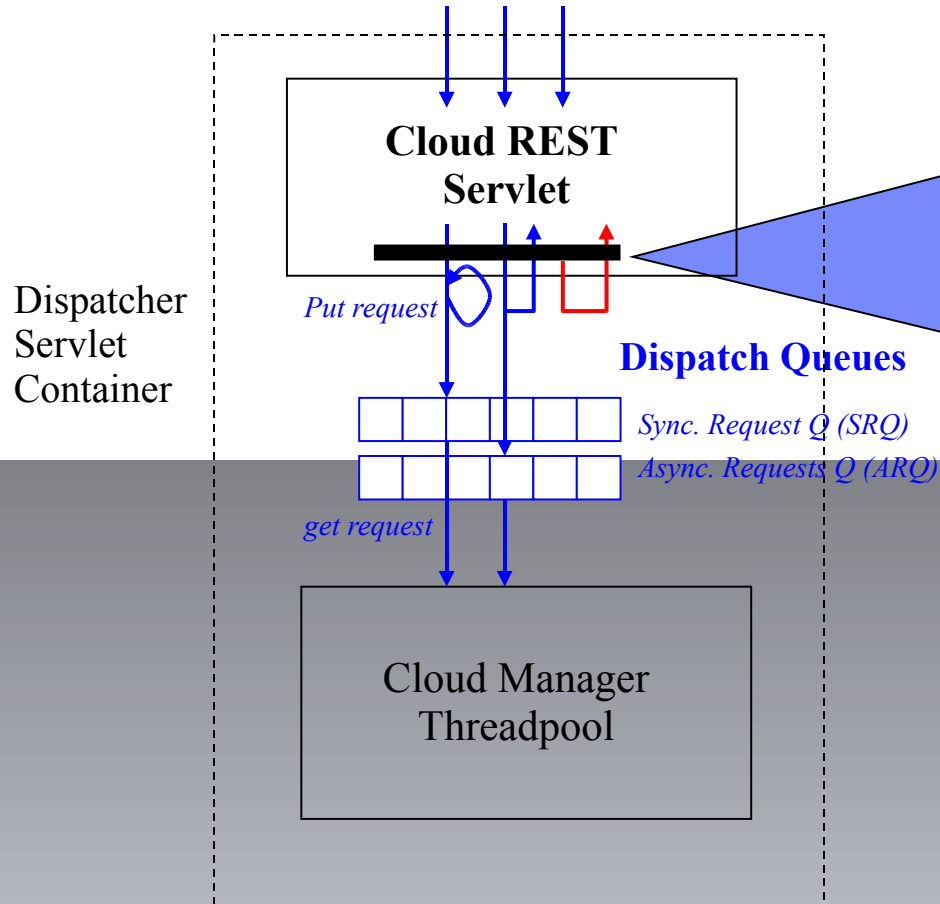 Cloud REST
Servlet
Dispatcher
Servlet
Container
Put request
Dispatch Queues
Sync. Request Q (SRQ)
Async. Requests Q (ARQ)
get request
Cloud Manager
Threadpool